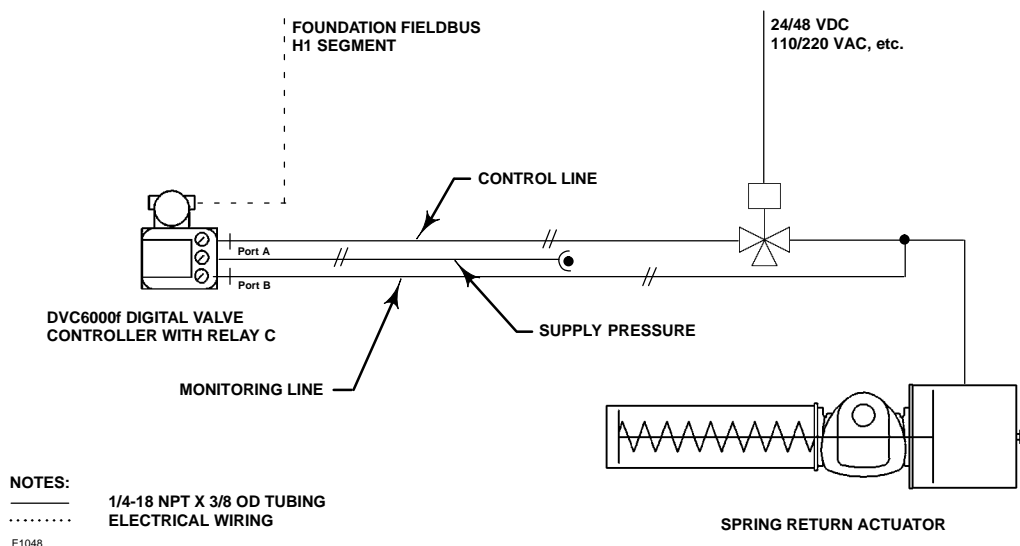 FOUNDATION FIELDBUS
H1 SEGMENT
24/48 VDC
110/220 VAC, etc.
CONTROL LINE
Port A
Port B
DVC6000f DIGITAL VALVE
CONTROLLER WITH RELAY C
SUPPLY PRESSURE
MONITORING LINE
NOTES:
1/4-18 NPT X 3/8 OD TUBING
ELECTRICAL WIRING
E1048
SPRING RETURN ACTUATOR